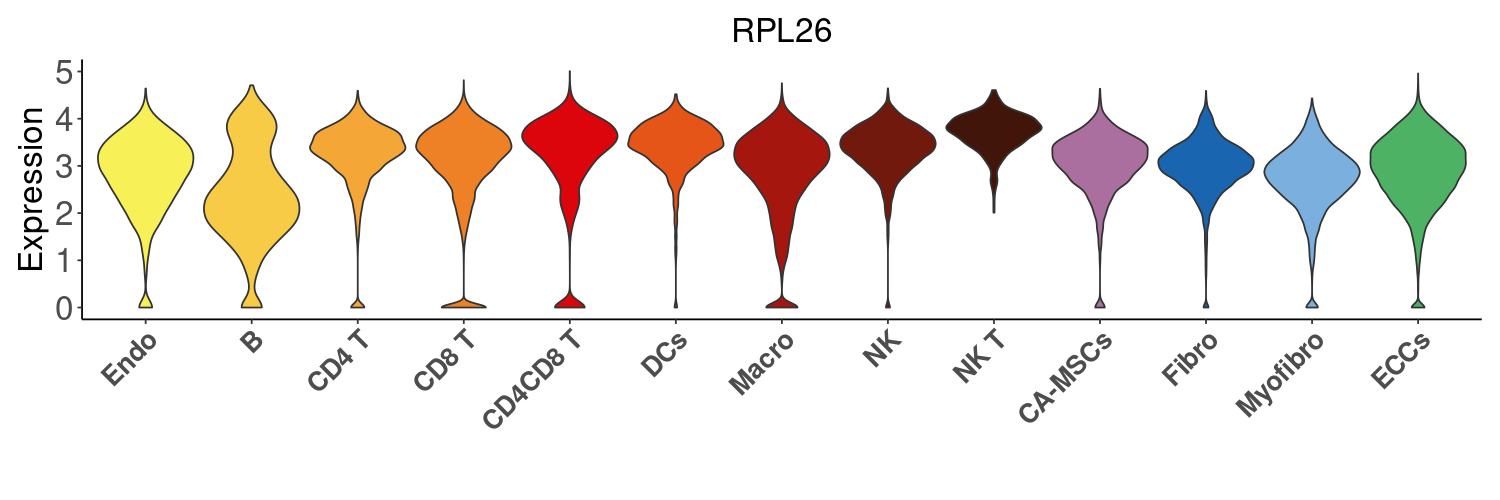 RPL26
Expression
5
4
3
2
1
0
Endo
B
CD4 T
CD8 T
CD4CD8 T
DCs
Macro
NK
NK T
CA-MSCs
Fibro
Myofibro
ECCs